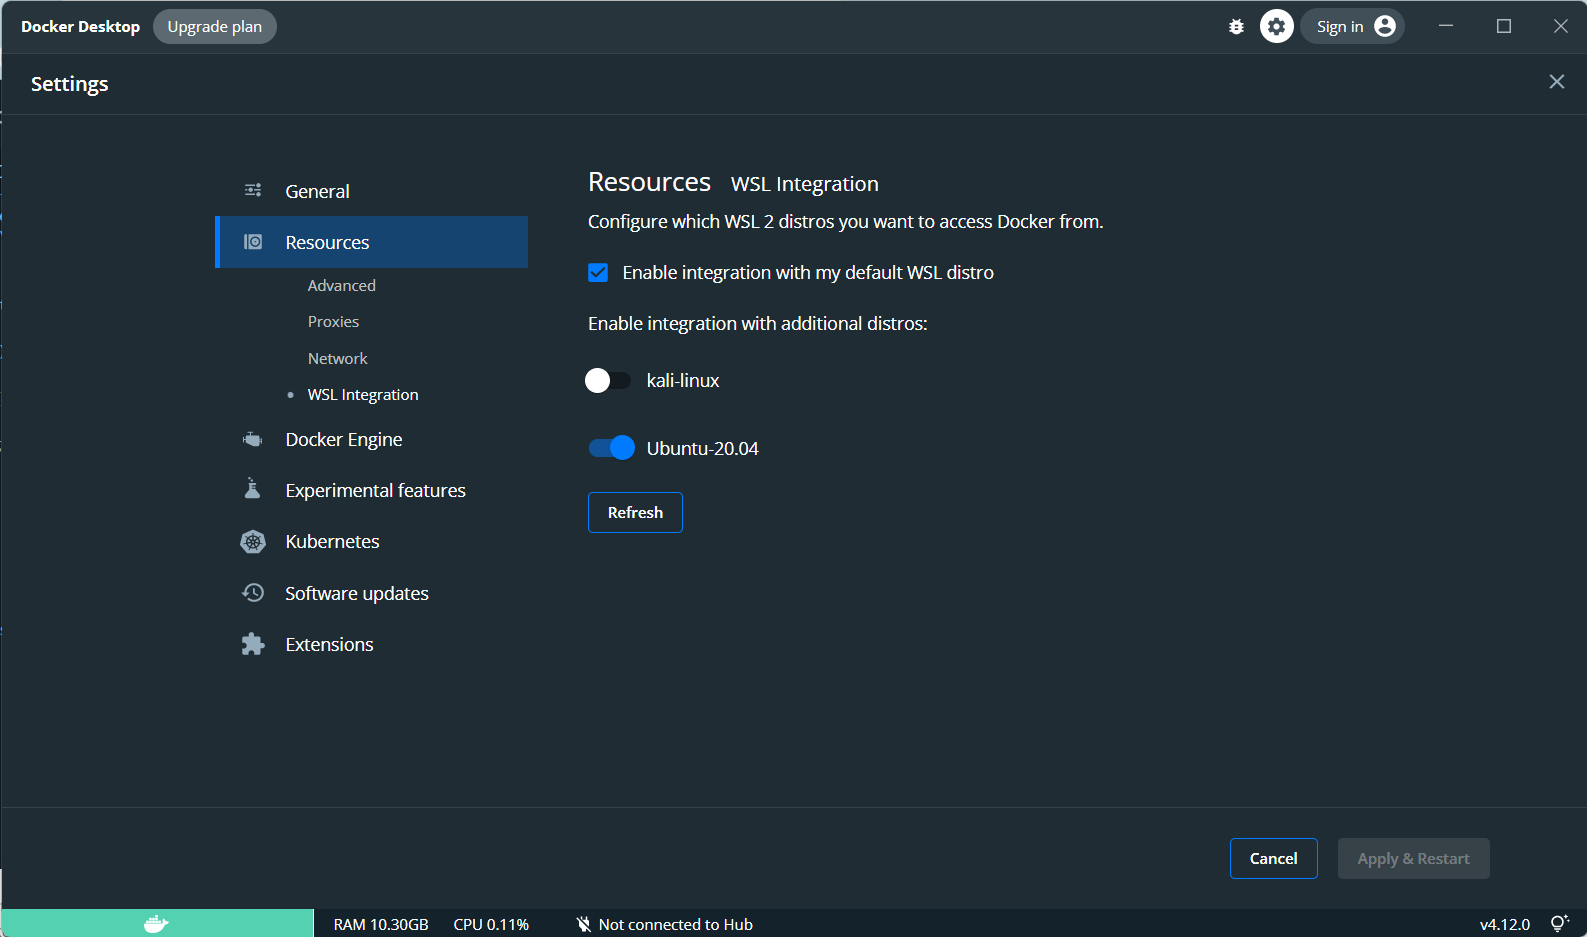 Docker Desktop Upgrade plan Sign in
Settings
General
Resources
Advanced
Proxies
Network
WSL Integration
Docker Engine
Experimental features
Kubernetes
Software updates
Extensions
Resources WSL Integration
Configure which WSL 2 distros you want to access Docker from.
Enable integration with my default WSL distro
Enable integration with additional distros:
kali-linux
Ubuntu-20.04
Refresh
Cancel Apply & Restart
RAM 10.30GB CPU 0.11% Not connected to Hub v4.12.0